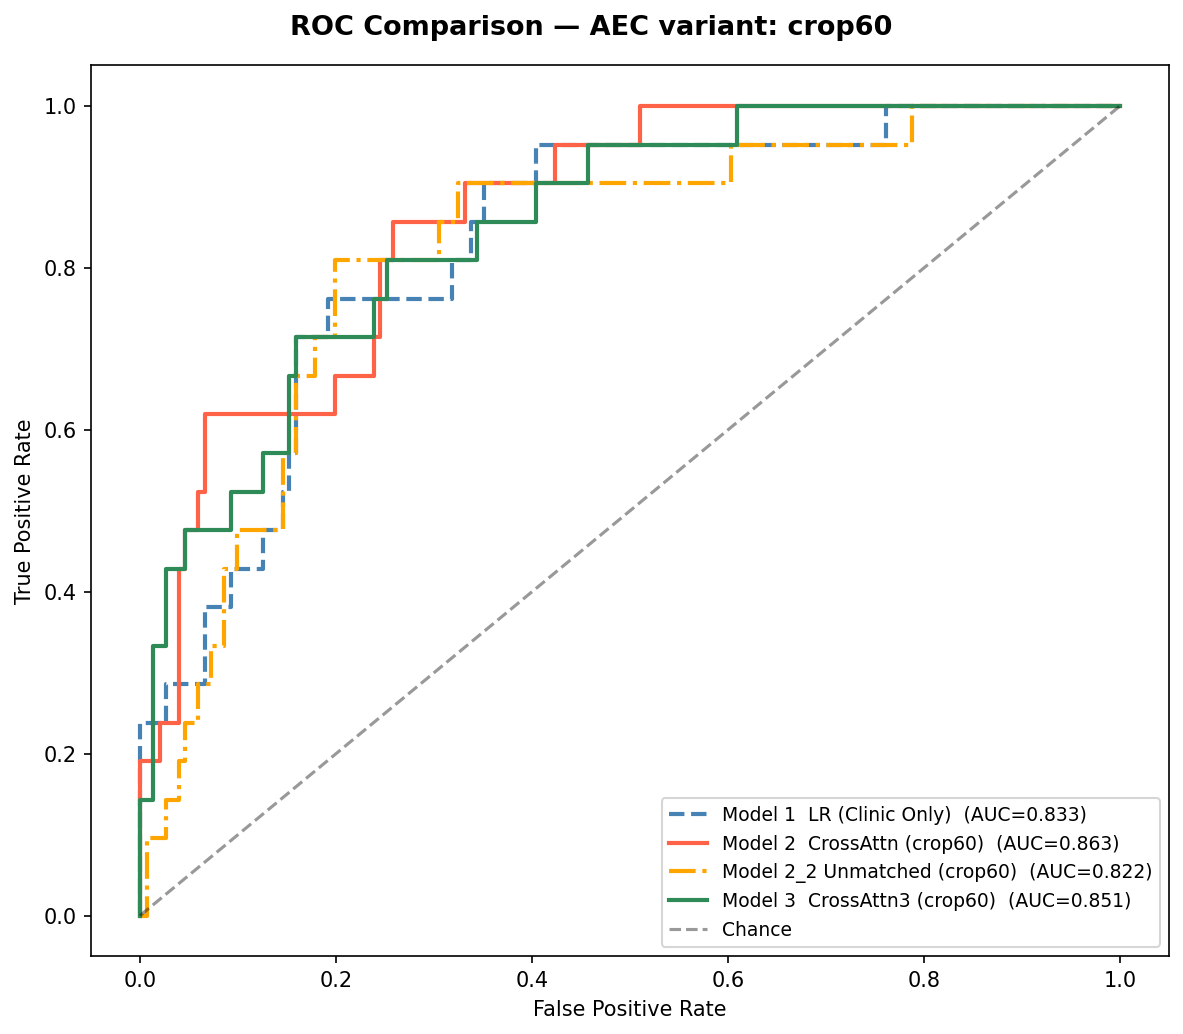 ROC Comparison — AEC variant: crop60
True Positive Rate
1.0
0.8
0.6
0.4
0.2
0.0
Model 1  LR (Clinic Only)  (AUC=0.833)
Model 2  CrossAttn (crop60)  (AUC=0.863)
Model 2_2 Unmatched (crop60)  (AUC=0.822)
Model 3  CrossAttn3 (crop60)  (AUC=0.851)
Chance
0.0 0.2 0.4 0.6 0.8 1.0
False Positive Rate